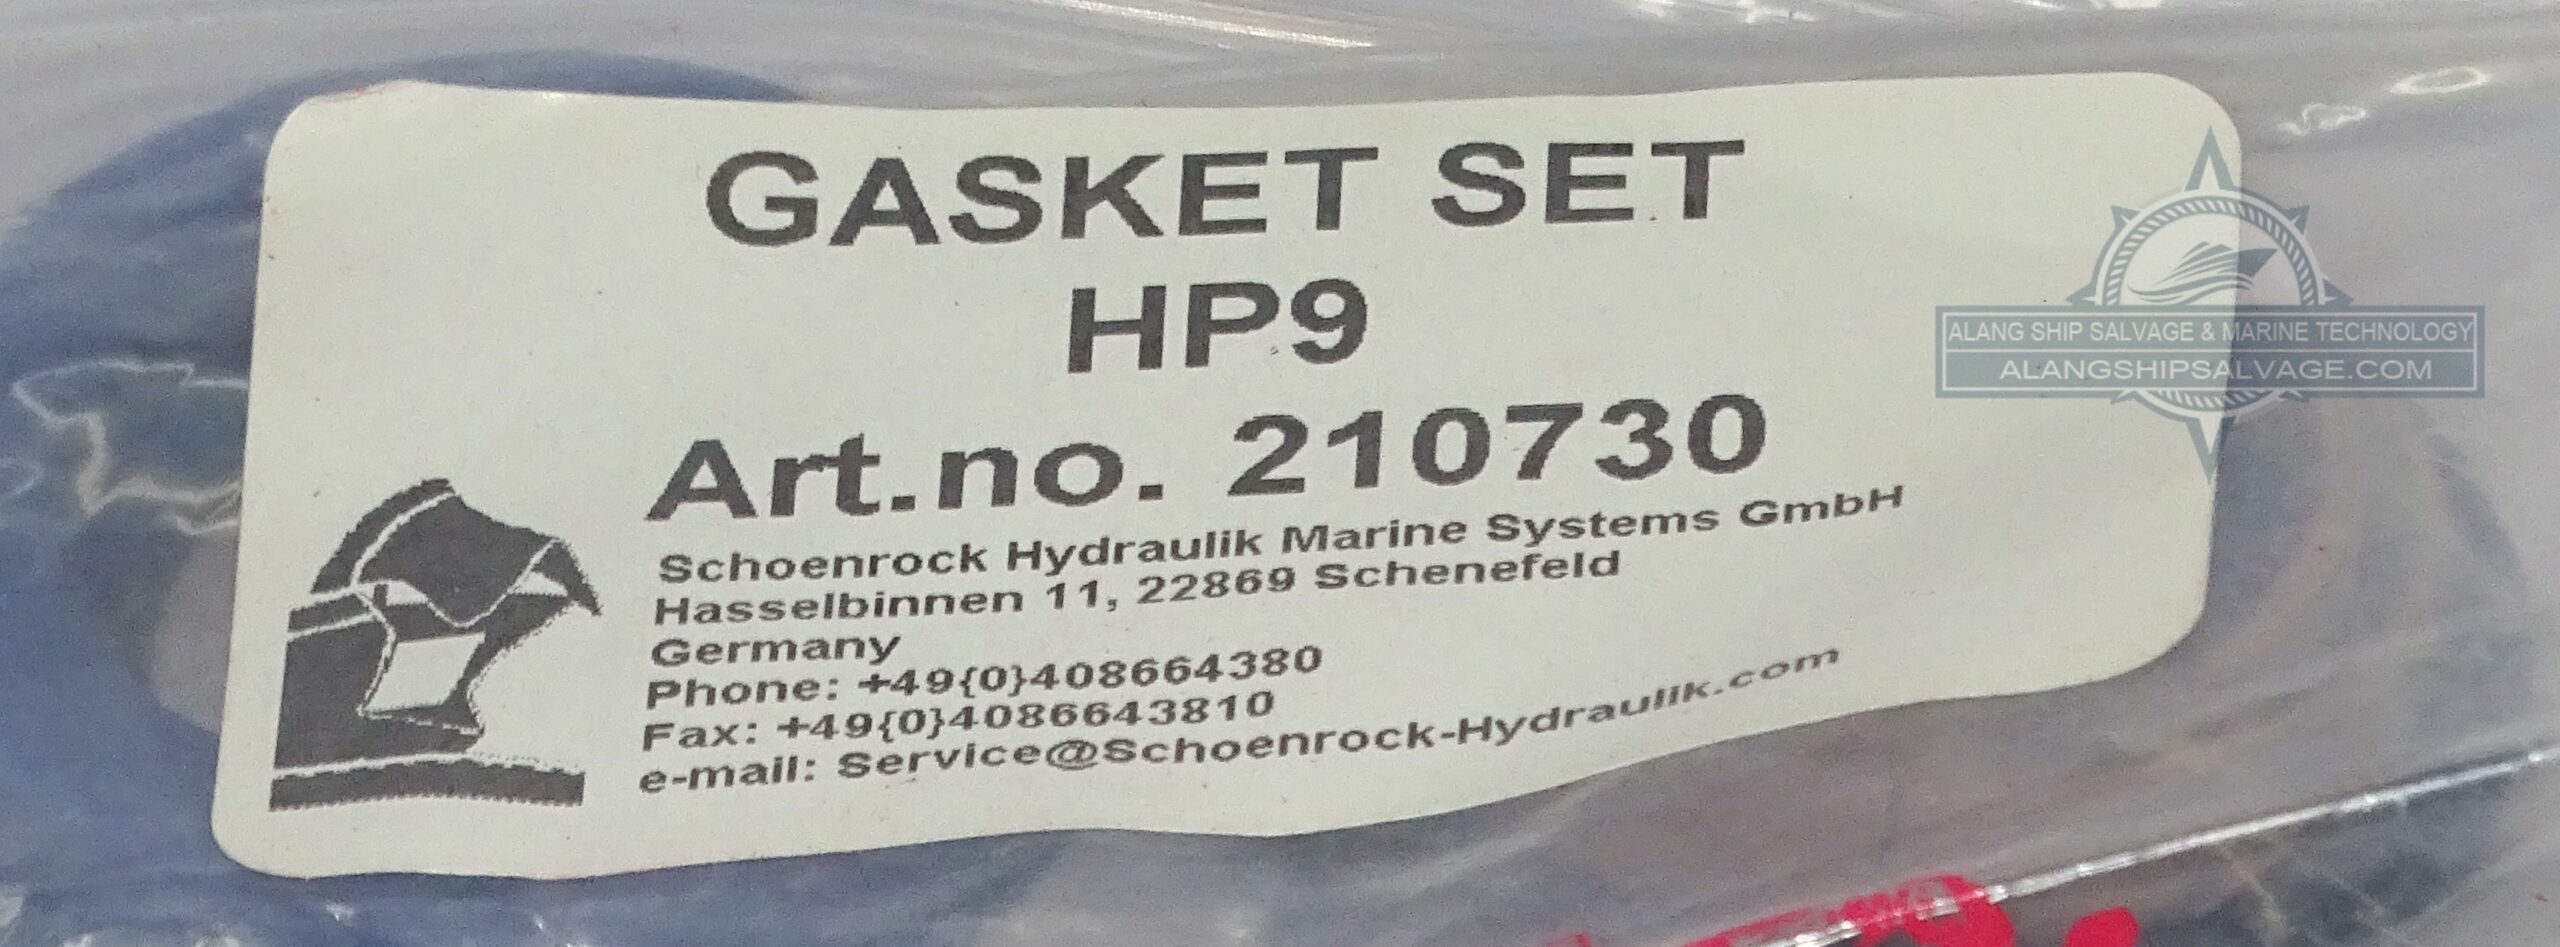 GASKET SET
HP9
Art.no. 210730
Schoenrock Hydraulik Marine Systems GmbH
Hasselbinnen 11, 22869 Schenefeld
Germany
Phone: +49{0}408664380
Fax: +49{0}4086643810
e-mail: Service@Schoenrock-Hydraulik.com
ALANG SHIP SALVAGE & MARINE TECHNOLOGY
ALANGSHIPSALVAGE.COM